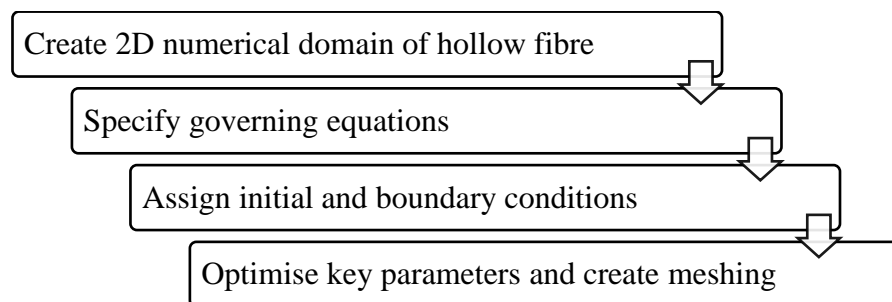 Create 2D numerical domain of hollow fibre
Specify governing equations
Assign initial and boundary conditions
Optimise key parameters and create meshing